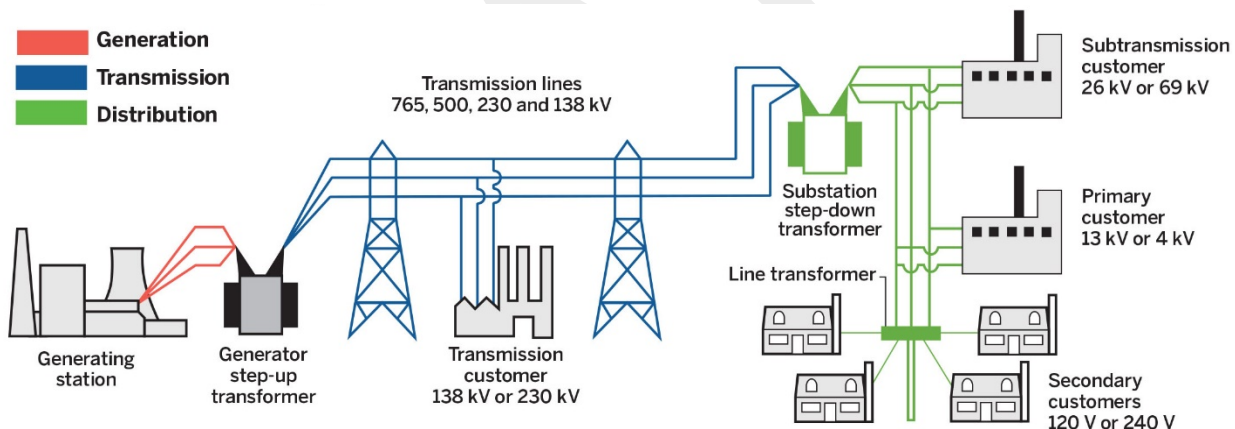 Generation
Transmission
Distribution
Transmission lines
765, 500, 230 and 138 kV
Subtransmission
customer
26 kV or 69 kV
Substation
step-down
transformer
Primary
customer
13 kV or 4 kV
Line transformer
Generating
station
Generator
step-up
transformer
Transmission
customer
138 kV or 230 kV
Secondary
customers
120 V or 240 V